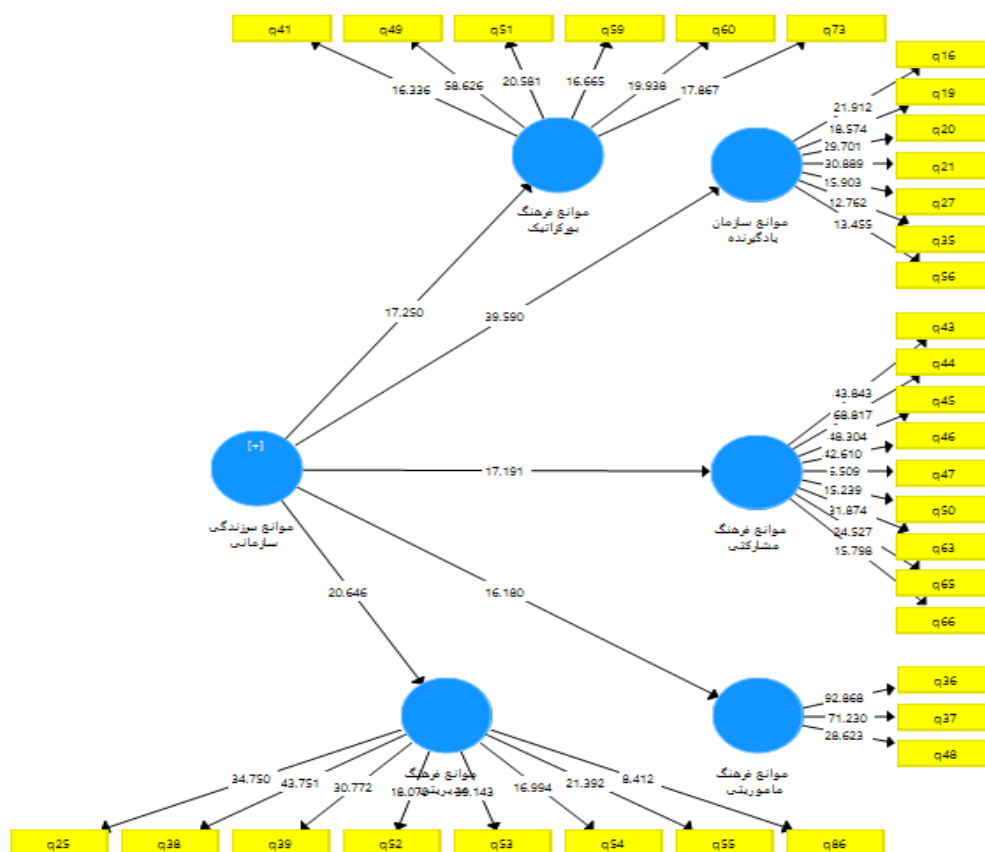 q41
q49
q51
q59
q60
q73
16.336
58.626
20.581
16.665
19.938
17.867
q16
q19
q20
q21
q27
q35
q56
21.912
18.574
29.701
30.889
15.903
12.762
13.455
موانع فرهنگ
بورکراتیک
موانع سازمان
یادگیرنده
17.250
39.590
q43
q44
q45
q46
q47
q50
q63
q65
q66
43.843
68.817
48.304
42.610
5.509
15.239
31.874
24.527
15.798
[+]
17.191
موانع سرزندگی
سازمانی
موانع فرهنگ
مشارکتی
20.646
16.180
q36
q37
q48
92.868
71.230
28.623
موانع فرهنگ
ماموریتی
موانع فرهنگ
34.750
43.751
30.772
16.994
21.392
8.412
q25
q38
q39
q52
q53
q54
q55
q86